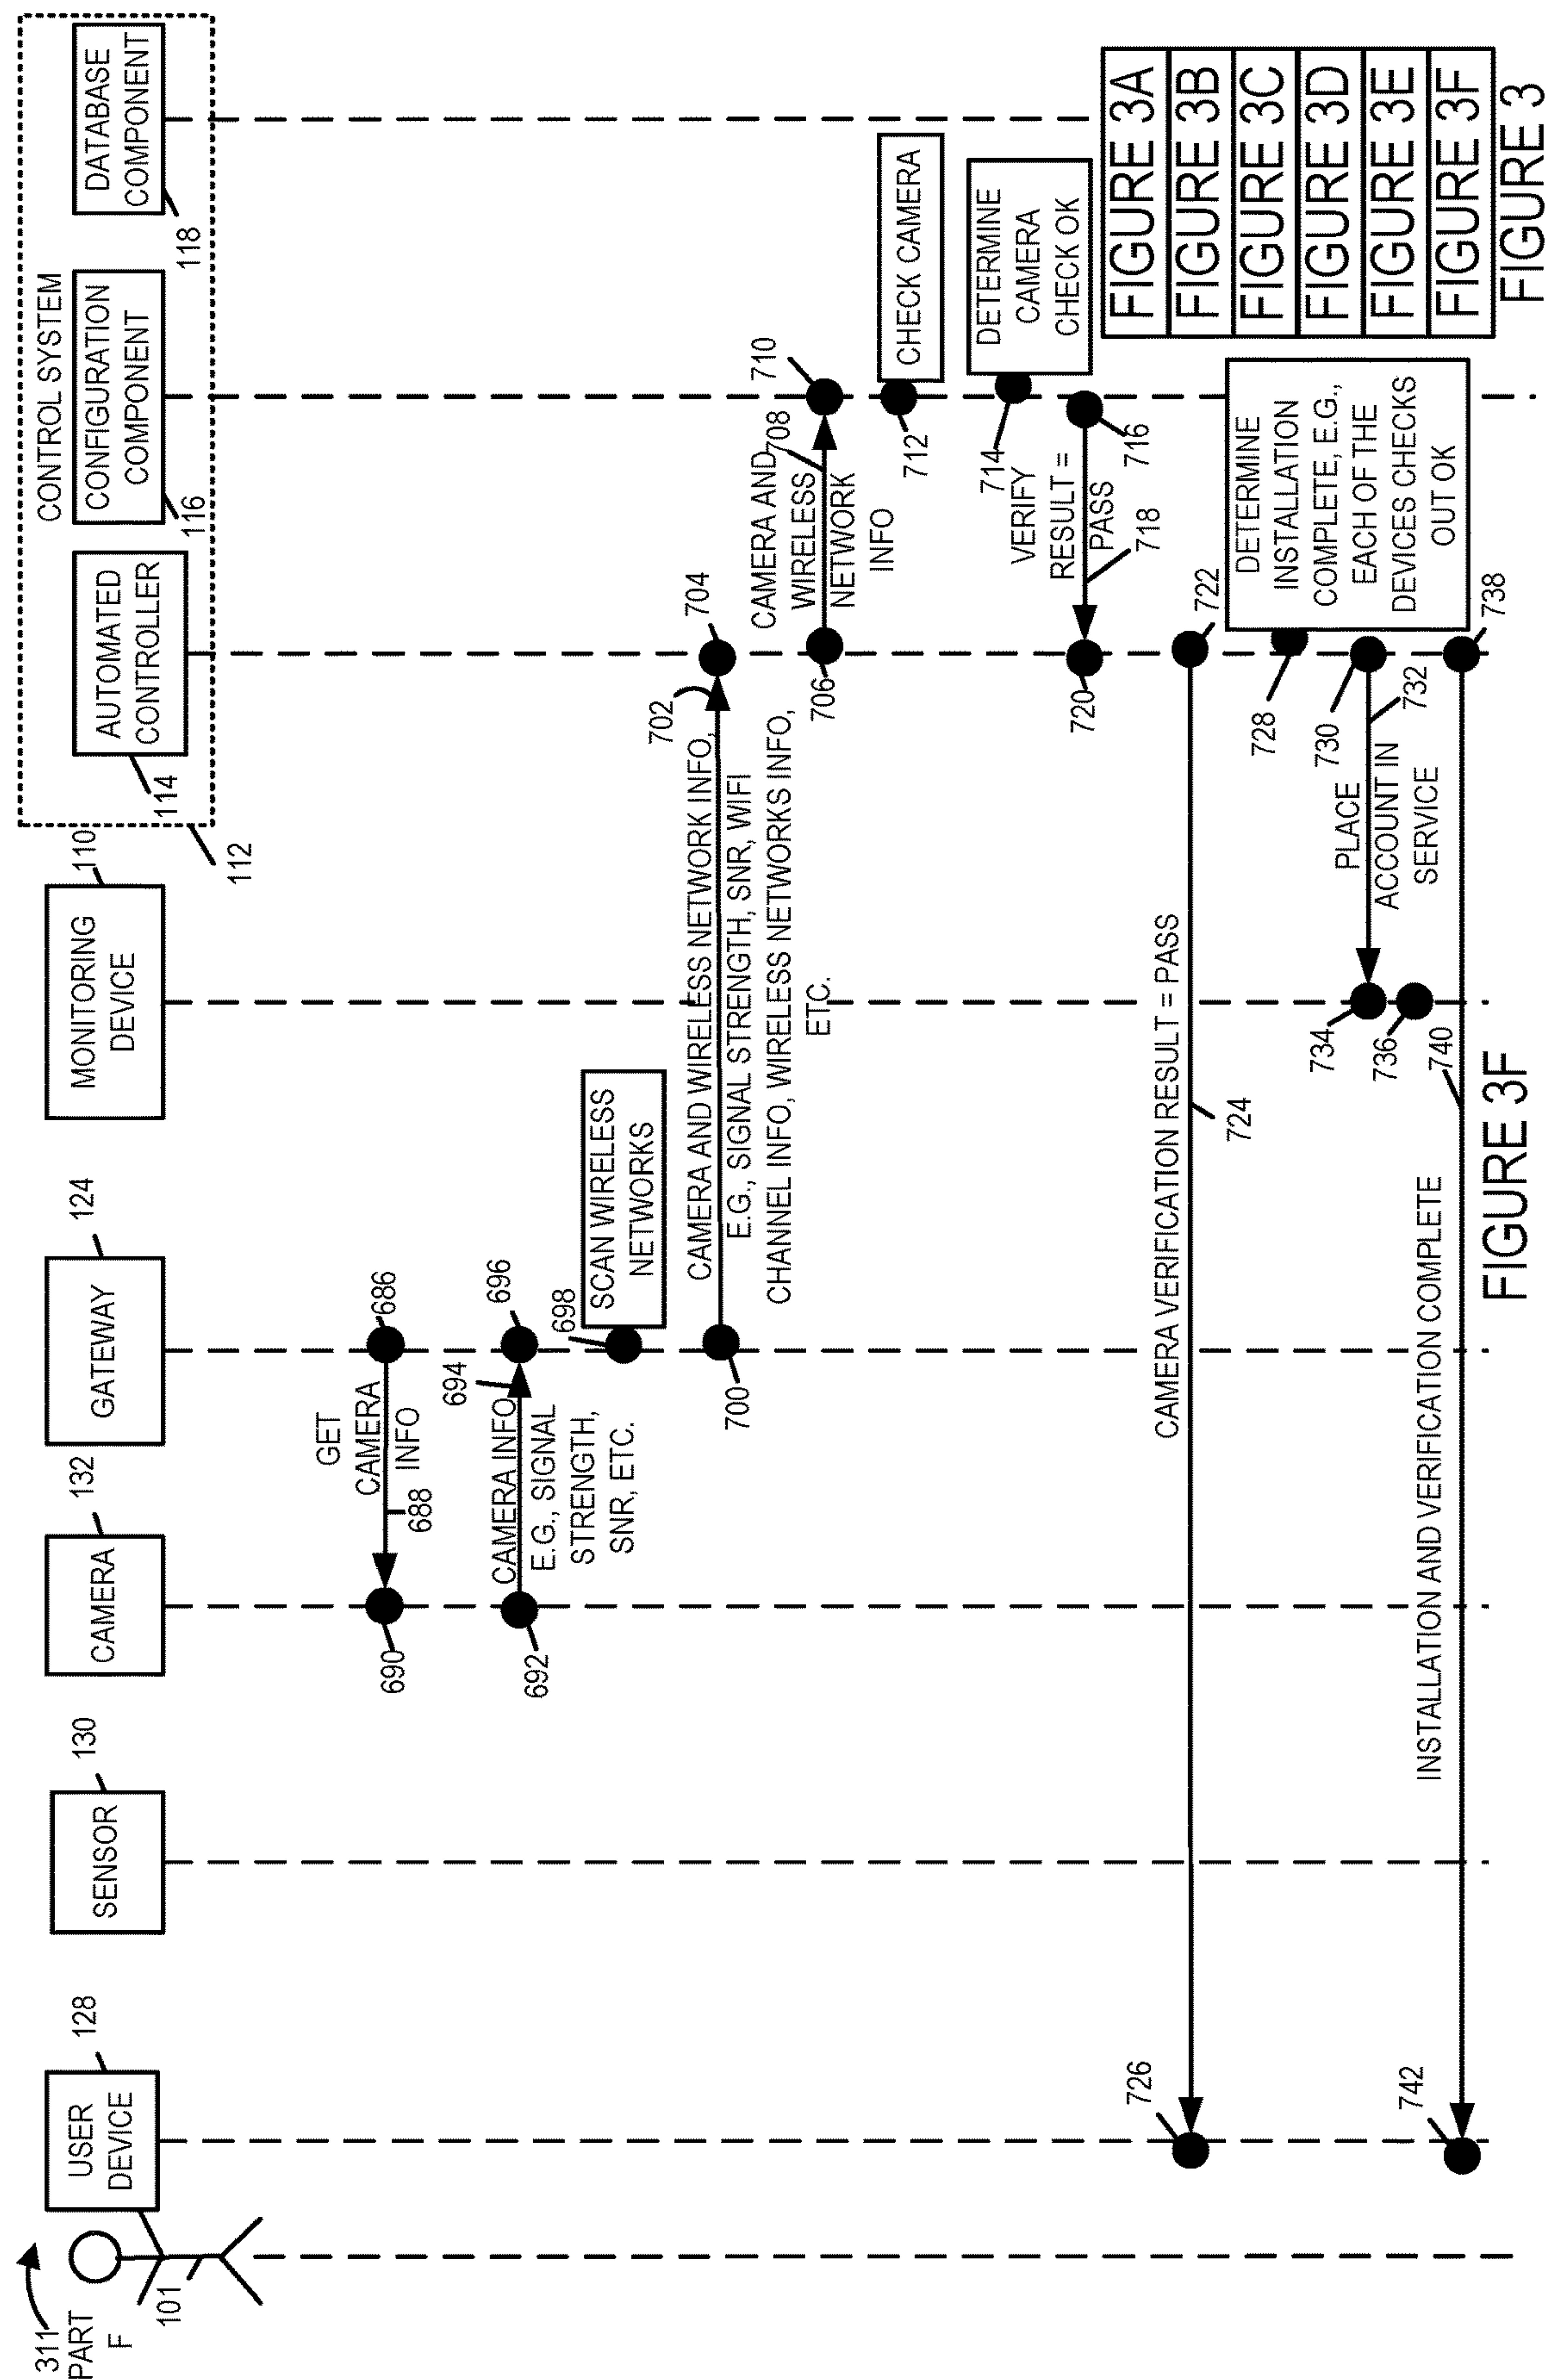 311
PART
F
101
USER
DEVICE
128
SENSOR
130
CAMERA
132
GATEWAY
124
MONITORING
DEVICE
110
112
CONTROL SYSTEM
AUTOMATED
CONTROLLER
114
CONFIGURATION
COMPONENT
116
DATABASE
COMPONENT
118
686
GET
CAMERA
INFO
688
690
692
694
CAMERA INFO
E.G., SIGNAL
STRENGTH,
SNR, ETC.
696
698
SCAN WIRELESS
NETWORKS
700
702
CAMERA AND WIRELESS NETWORK INFO,
E.G., SIGNAL STRENGTH, SNR, WIFI
CHANNEL INFO, WIRELESS NETWORKS INFO,
ETC.
704
706
CAMERA AND
708
WIRELESS
NETWORK
INFO
710
712
CHECK CAMERA
714
DETERMINE
CAMERA
CHECK OK
716
VERIFY
RESULT =
PASS
718
720
722
CAMERA VERIFICATION RESULT = PASS
724
726
728
DETERMINE
INSTALLATION
COMPLETE, E.G.,
EACH OF THE
DEVICES CHECKS
OUT OK
730
732
PLACE
ACCOUNT IN
SERVICE
734
736
738
740
INSTALLATION AND VERIFICATION COMPLETE
742
FIGURE 3F
FIGURE 3A
FIGURE 3B
FIGURE 3C
FIGURE 3D
FIGURE 3E
FIGURE 3F
FIGURE 3